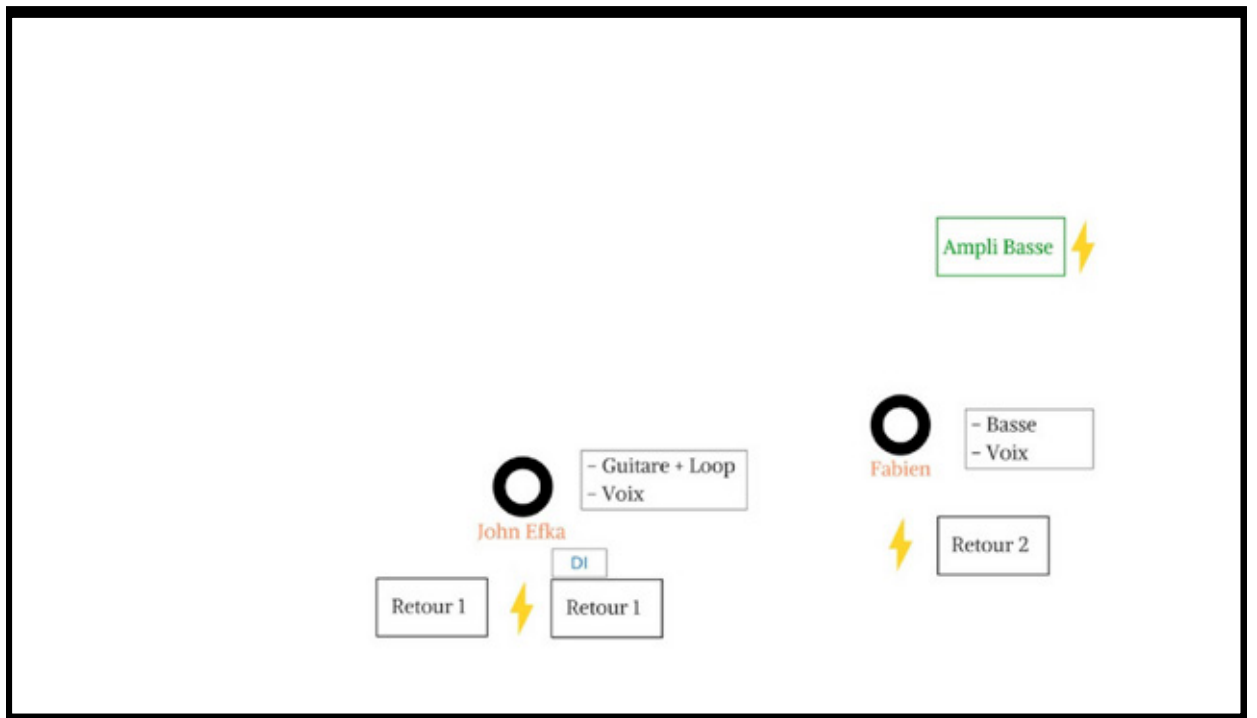 Ampli Basse
- Basse
- Voix
Fabien
- Guitare + Loop
- Voix
John Efka
Retour 2
DI
Retour 1
Retour 1